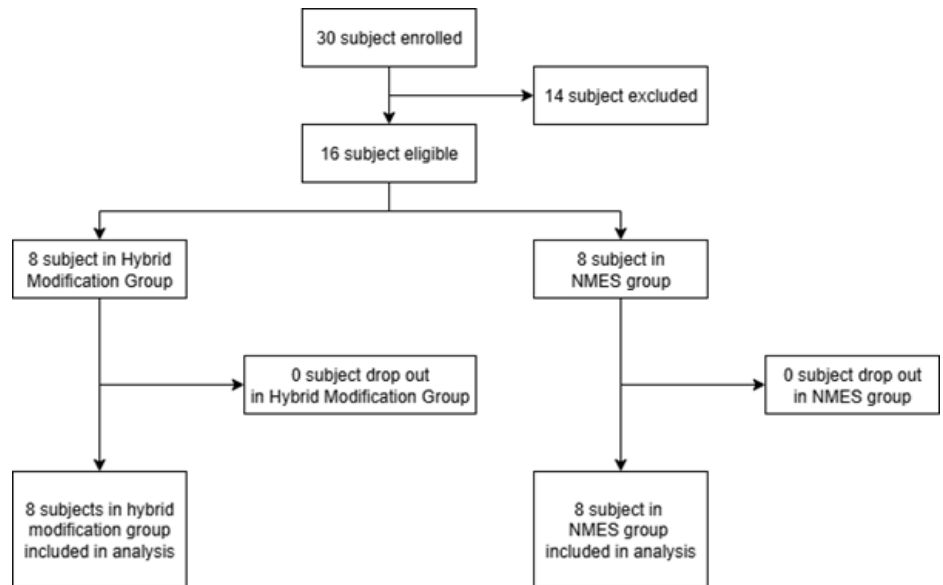 30 subject enrolled
14 subject excluded
16 subject eligible
8 subject in Hybrid
Modification Group
8 subject in
NMES group
0 subject drop out
in Hybrid Modification Group
0 subject drop out
in NMES group
8 subjects in hybrid
modification group
included in analysis
8 subject in
NMES group
included in analysis